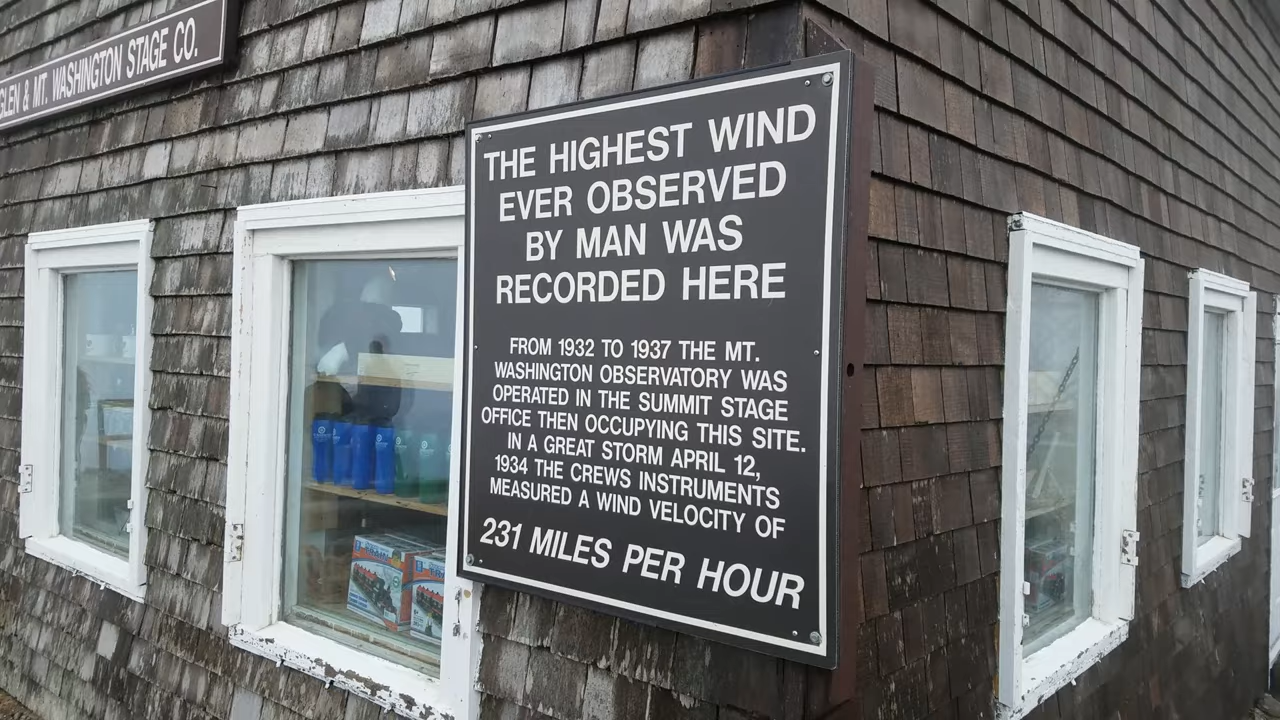 GLEN & MT. WASHINGTON STAGE CO.
THE HIGHEST WIND
EVER OBSERVED
BY MAN WAS
RECORDED HERE
FROM 1932 TO 1937 THE MT.
WASHINGTON OBSERVATORY WAS
OPERATED IN THE SUMMIT STAGE
OFFICE THEN OCCUPYING THIS SITE.
IN A GREAT STORM APRIL 12,
1934 THE CREWS INSTRUMENTS
MEASURED A WIND VELOCITY OF
231 MILES PER HOUR